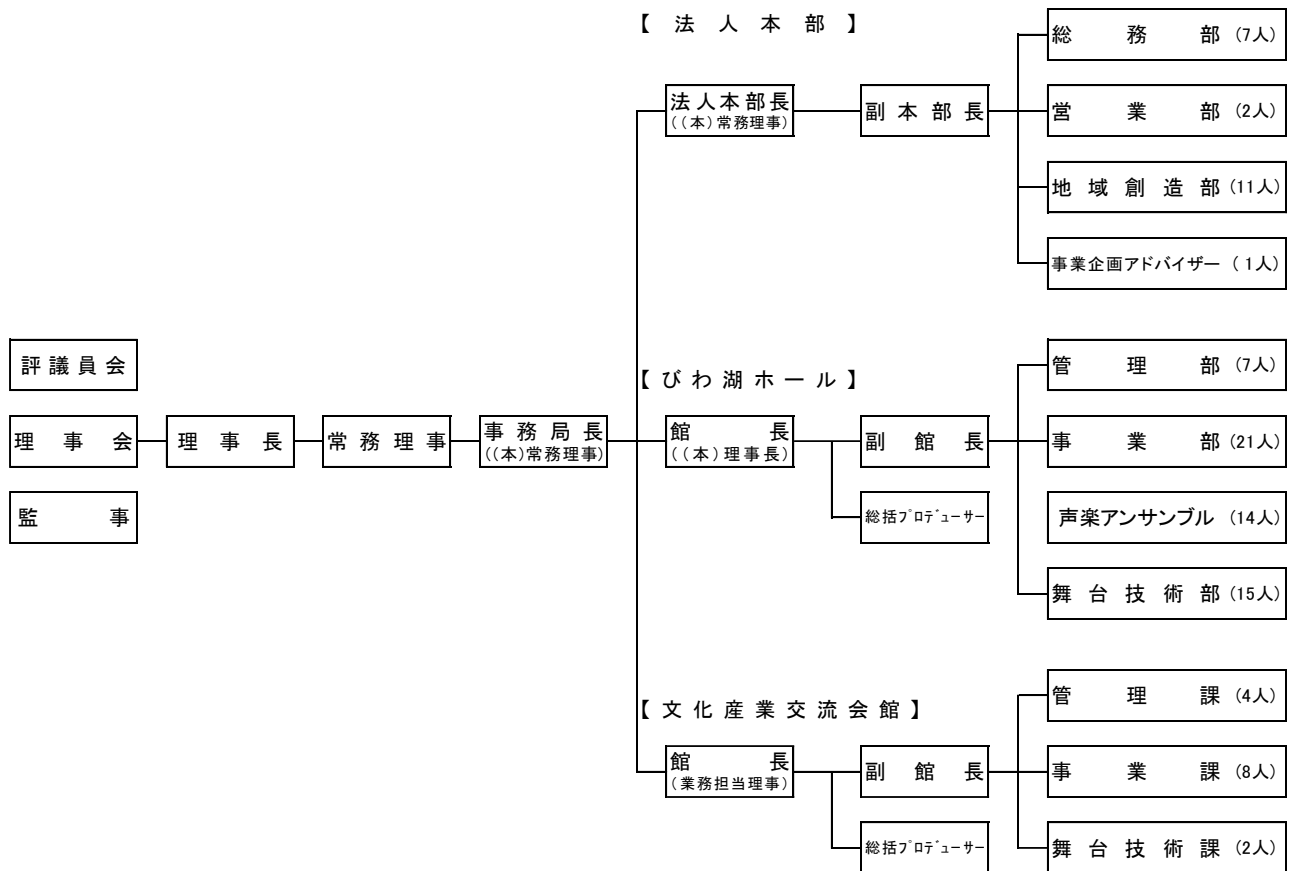 【 法 人 本 部 】
総 務 部 (7人)
法人本部長
((本)常務理事)
副 本 部 長
営 業 部 (2人)
地 域 創 造 部 (11人)
事業企画アドバイザー ( 1人)
評 議 員 会
理 事 会
理 事 長
常 務 理 事
事 務 局 長
((本)常務理事)
監 事
【 び わ 湖 ホ ー ル 】
館 長
((本)理事長)
副 館 長
総括ﾌﾟﾛﾃﾞｭｰｻｰ
管 理 部 (7人)
事 業 部 (21人)
声楽アンサンブル (14人)
舞 台 技 術 部 (15人)
【 文 化 産 業 交 流 会 館 】
館 長
(業務担当理事)
副 館 長
総括ﾌﾟﾛﾃﾞｭｰｻｰ
管 理 課 (4人)
事 業 課 (8人)
舞 台 技 術 課 (2人)